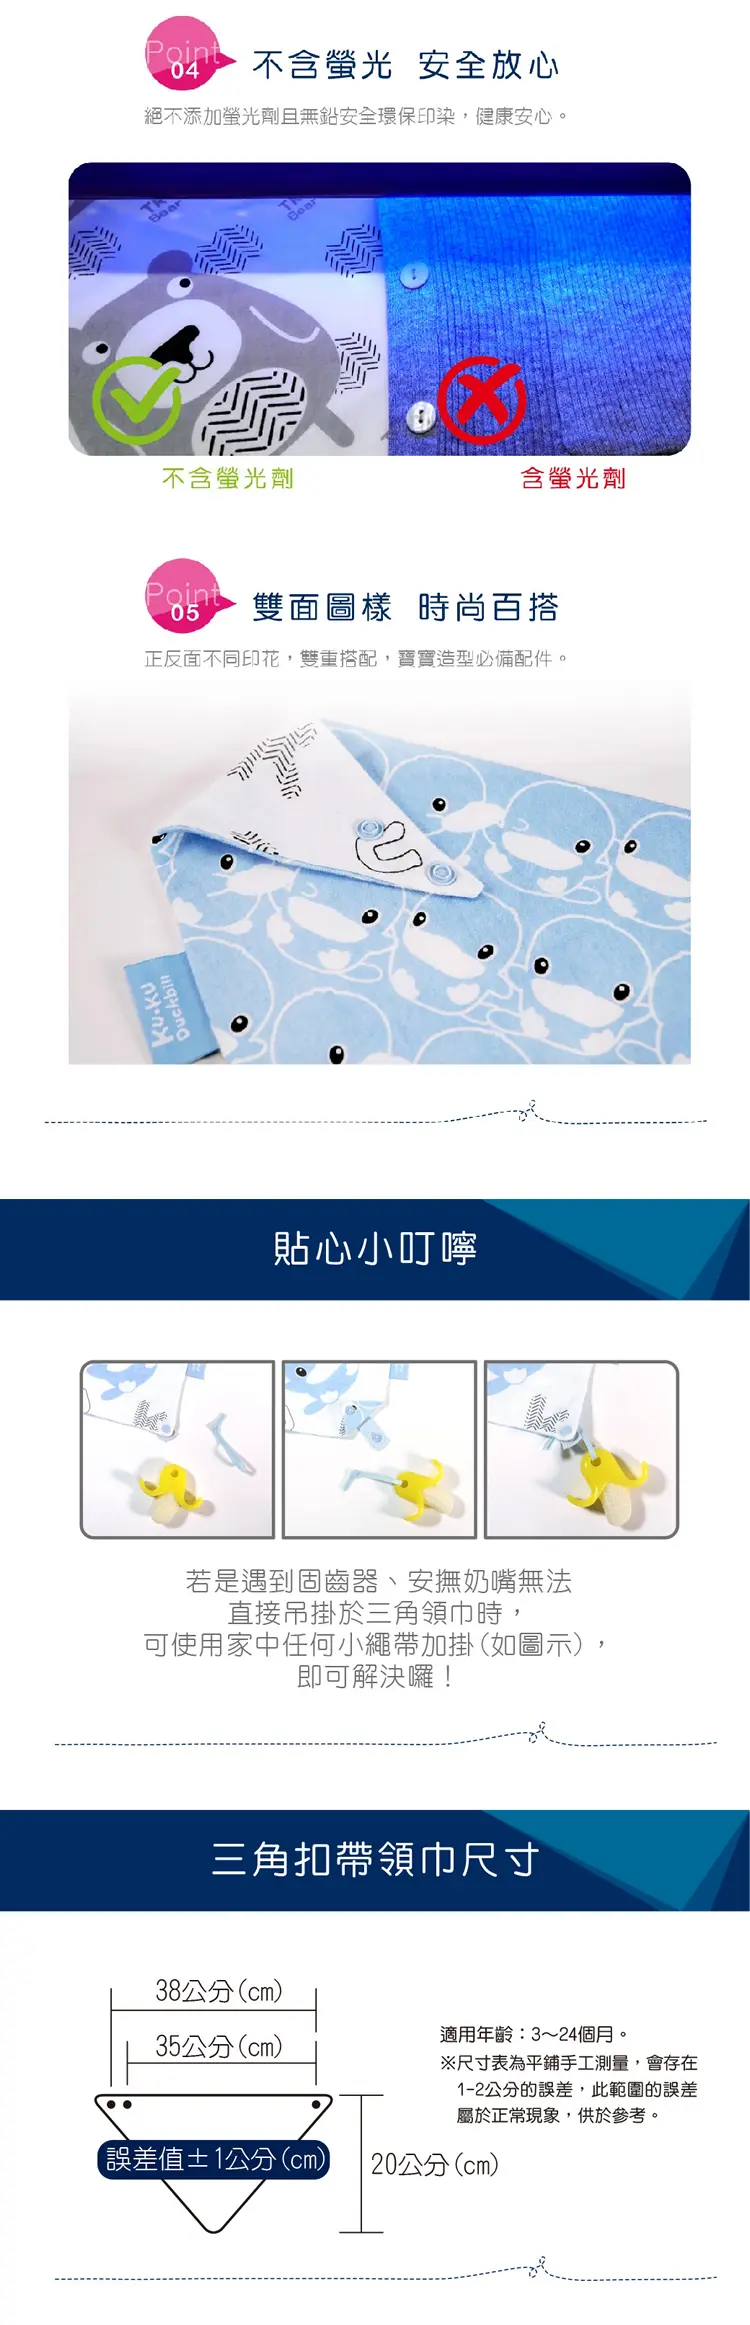 Point
04
不含螢光 安全放心
絕不添加螢光劑且無鉛安全環保印染，健康安心。
Bear
Bear
不含螢光劑
含螢光劑
Point
05
雙面圖樣 時尚百搭
正反面不同印花，雙重搭配，寶寶造型必備配件。
KU.KU
Duckbill
貼心小叮嚀
若是遇到固齒器、安撫奶嘴無法
直接吊掛於三角領巾時，
可使用家中任何小繩帶加掛(如圖示)，
即可解決囉！
三角扣帶領巾尺寸
38公分(cm)
35公分(cm)
誤差值±1公分(cm)
20公分(cm)
適用年齡：3～24個月。
※尺寸表為平鋪手工測量，會存在
1-2公分的誤差，此範圍的誤差
屬於正常現象，供於參考。